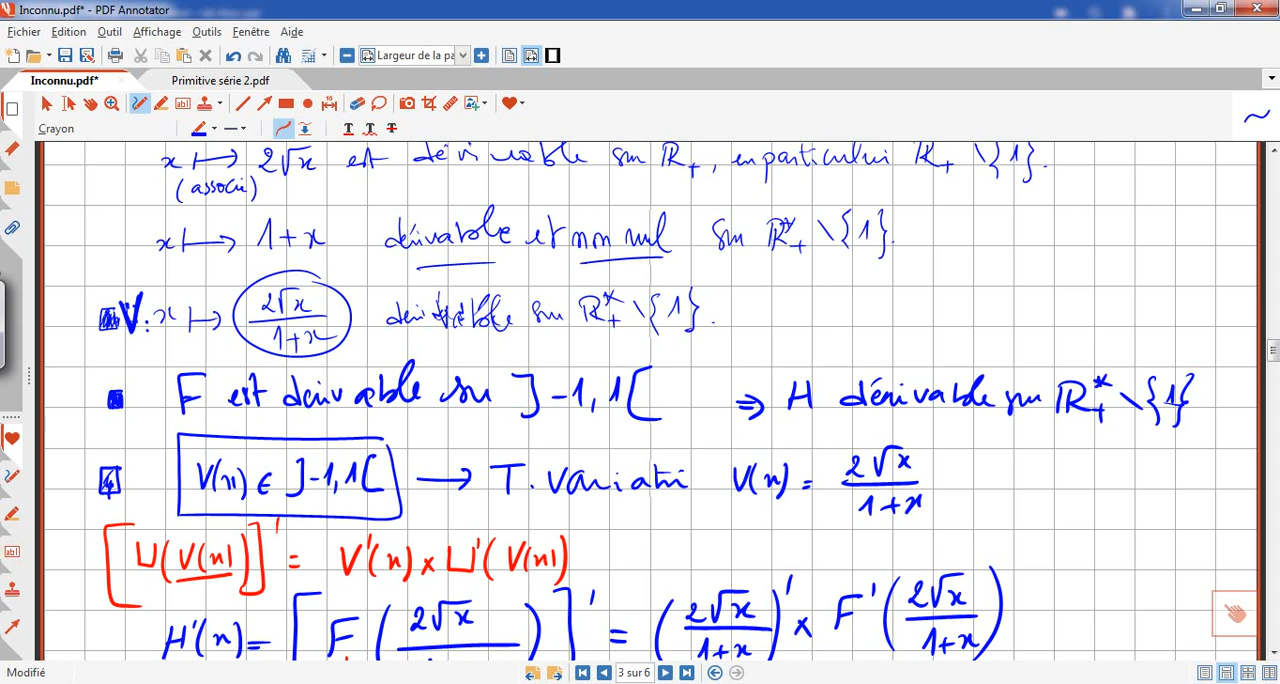 Inconnu.pdf* - PDF Annotator
Fichier Edition Outil Affichage Outils Fenêtre Aide
Largeur de la pa
Inconnu.pdf* Primitive série 2.pdf
Crayon
x ⟼ 2√x est dérivable sur ℝ₊, en particulier ℝ₊ \{1}.
(associé)
x ⟼ 1+x dérivable et non nul sur ℝ₊* \{1}.
V: x ⟼ 2√x/(1+x) dérivable sur ℝ₊* \{1}.
F est dérivable su ]-1,1[ ⇒ H dérivable sur ℝ₊* \{1}
V(x) ∈ ]-1,1[ → T. Variati V(x) = 2√x/(1+x)
[U(V(x))]' = V'(x) × U'(V(x))
H'(x) = [F(2√x/ )]' = (2√x/(1+x))' × F'(2√x/(1+x))
Modifié 3 sur 6